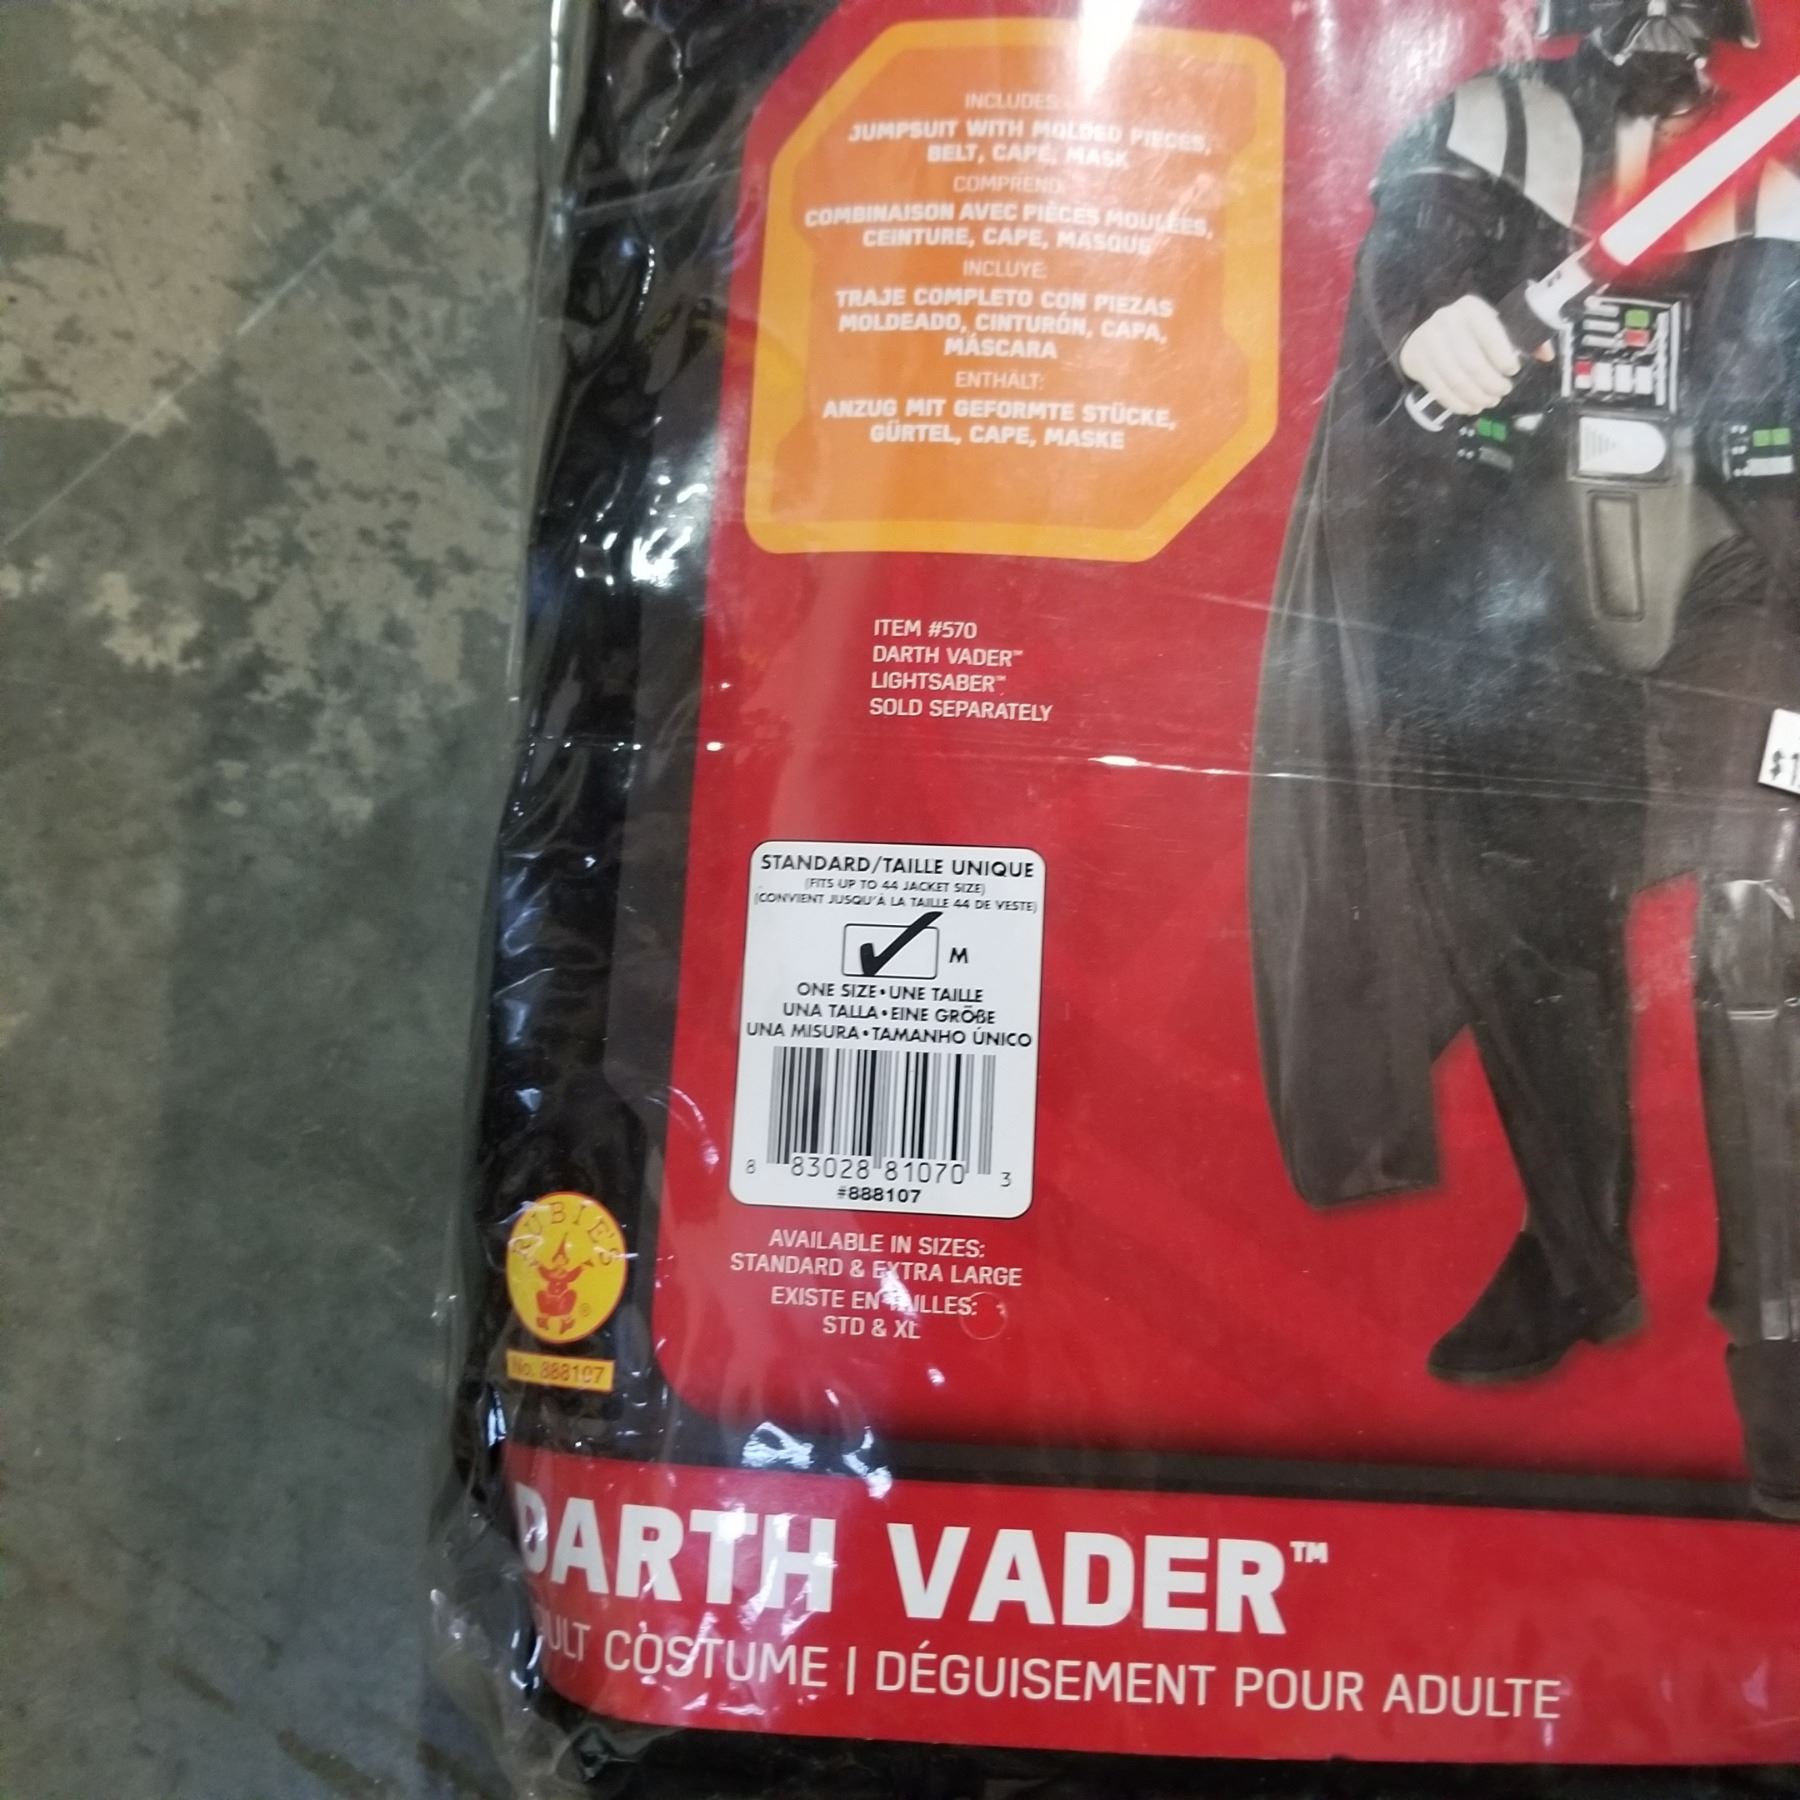 INCLUDES:
JUMPSUIT WITH MOLDED PIECES,
BELT, CAPE, MASK
COMPREND:
COMBINAISON AVEC PIÈCES MOULÉES,
CEINTURE, CAPE, MASQUE
INCLUYE:
TRAJE COMPLETO CON PIEZAS
MOLDEADO, CINTURÓN, CAPA,
MÁSCARA
ENTHÄLT:
ANZUG MIT GEFORMTE STÜCKE,
GÜRTEL, CAPE, MASKE
ITEM #570
DARTH VADER™
LIGHTSABER™
SOLD SEPARATELY
STANDARD/TAILLE UNIQUE
(FITS UP TO 44 JACKET SIZE)
(CONVIENT JUSQU'À LA TAILLE 44 DE VESTE)
M
ONE SIZE•UNE TAILLE
UNA TALLA•EINE GRÖßE
UNA MISURA•TAMANHO ÚNICO
8 83028 81070 3
#888107
AVAILABLE IN SIZES:
STANDARD & EXTRA LARGE
EXISTE EN TAILLES:
STD & XL
RUBIE'S ®
No. 888107
DARTH VADER™
COSTUME | DÉGUISEMENT POUR ADULTE